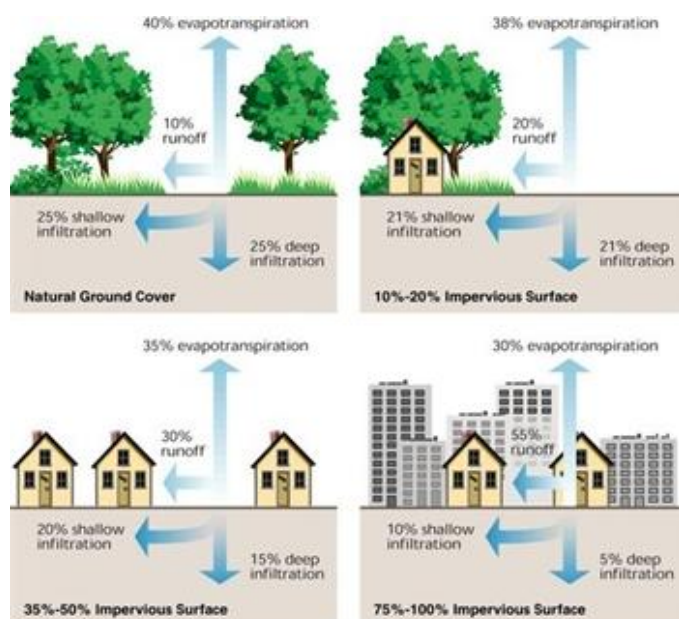 40% evapotranspiration
10%
runoff
25% shallow
infiltration
25% deep
infiltration
Natural Ground Cover
38% evapotranspiration
20%
runoff
21% shallow
infiltration
21% deep
infiltration
10%-20% Impervious Surface
35% evapotranspiration
30%
runoff
20% shallow
infiltration
15% deep
infiltration
35%-50% Impervious Surface
30% evapotranspiration
55%
runoff
10% shallow
infiltration
5% deep
infiltration
75%-100% Impervious Surface